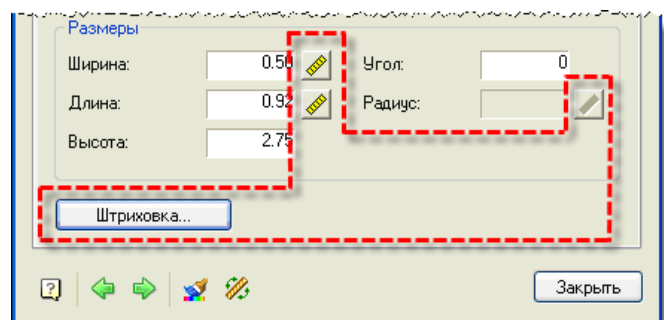 Размеры
Ширина: 0.50 Угол: 0
Длина: 0.92 Радиус:
Высота: 2.75
Штриховка...
Закрыть